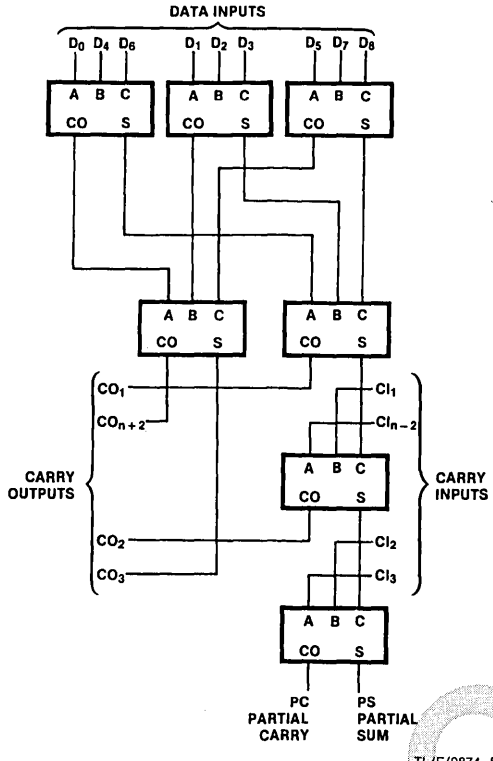 DATA INPUTS
D0 D4 D6 D1 D2 D3 D5 D7 D8
A B C A B C A B C
CO S CO S CO S
A B C A B C
CO S CO S
CO1 CI1
COn+2 CIn−2
A B C
CARRY OUTPUTS
CO S
CARRY INPUTS
CO2 CI2
CO3 CI3
A B C
CO S
PC PARTIAL CARRY
PS PARTIAL SUM